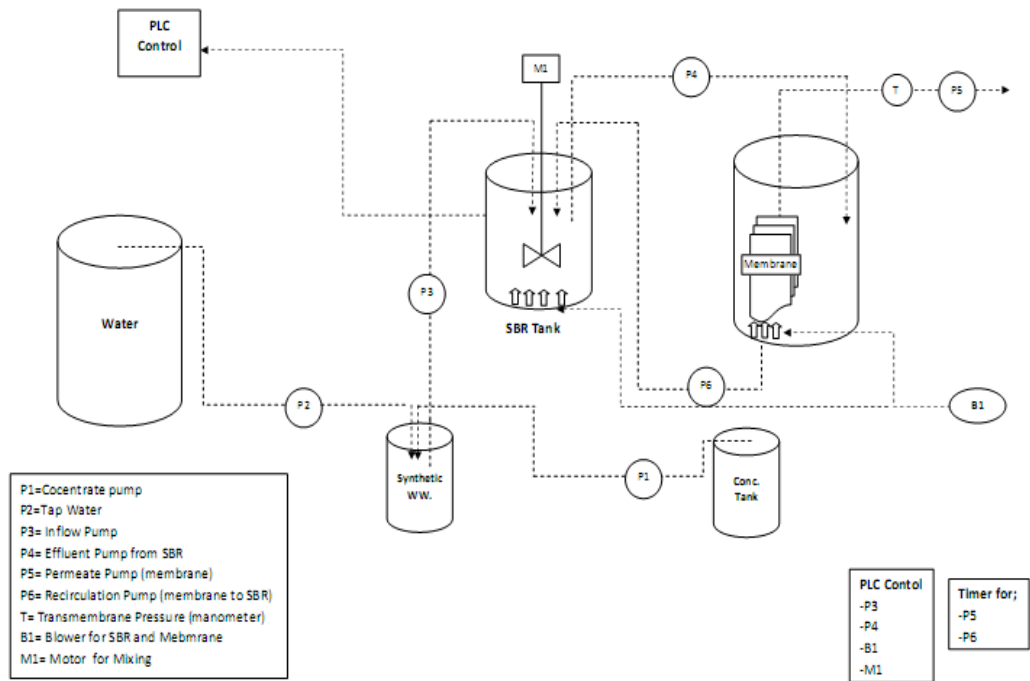 PLC
Control
M1
P4
T
P5
Membrane
P3
Water
SBR Tank
P6
P2
B1
Synthetic
WW.
P1
Conc.
Tank
P1=Cocentrate pump
P2=Tap Water
P3= Inflow Pump
P4= Effluent Pump from SBR
P5= Permeate Pump (membrane)
P6= Recirculation Pump (membrane to SBR)
T= Transmembrane Pressure (manometer)
B1= Blower for SBR and Mebmrane
M1= Motor for Mixing
PLC Contol
-P3
-P4
-B1
-M1
Timer for;
-P5
-P6